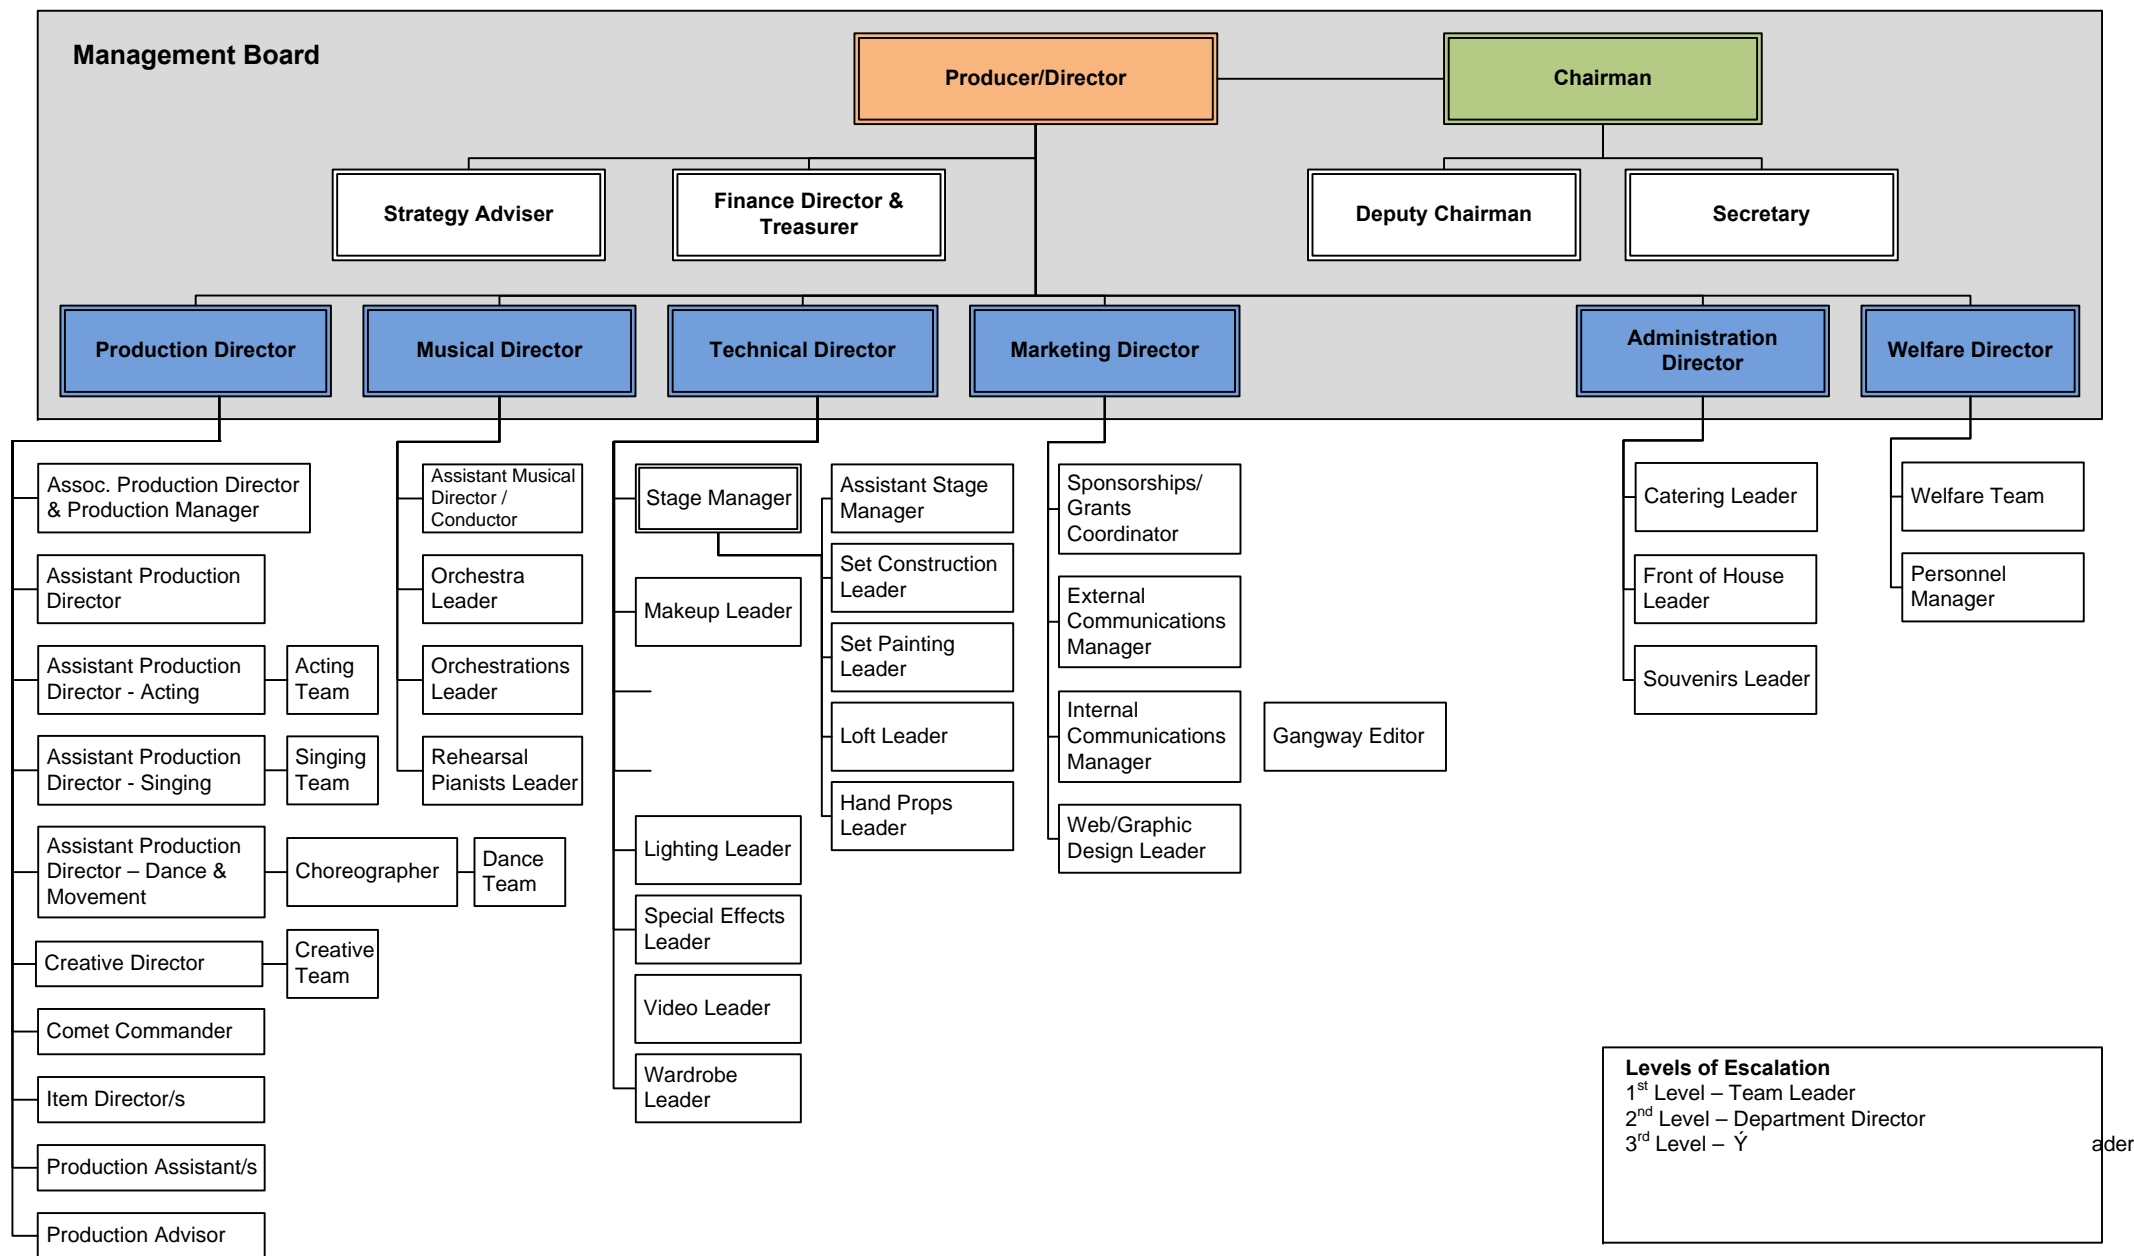 Management Board
Producer/Director
Chairman
Strategy Adviser
Finance Director &
Treasurer
Deputy Chairman
Secretary
Production Director
Musical Director
Technical Director
Marketing Director
Administration
Director
Welfare Director
Assoc. Production Director
& Production Manager
Assistant Production
Director
Assistant Production
Director - Acting
Acting
Team
Assistant Production
Director - Singing
Singing
Team
Assistant Production
Director – Dance &
Movement
Choreographer
Dance
Team
Creative Director
Creative
Team
Comet Commander
Item Director/s
Production Assistant/s
Production Advisor
Assistant Musical
Director /
Conductor
Orchestra
Leader
Orchestrations
Leader
Rehearsal
Pianists Leader
Stage Manager
Makeup Leader
Lighting Leader
Special Effects
Leader
Video Leader
Wardrobe
Leader
Assistant Stage
Manager
Set Construction
Leader
Set Painting
Leader
Loft Leader
Hand Props
Leader
Sponsorships/
Grants
Coordinator
External
Communications
Manager
Internal
Communications
Manager
Gangway Editor
Web/Graphic
Design Leader
Catering Leader
Front of House
Leader
Souvenirs Leader
Welfare Team
Personnel
Manager
Levels of Escalation
1st Level – Team Leader
2nd Level – Department Director
3rd Level – Ý ader